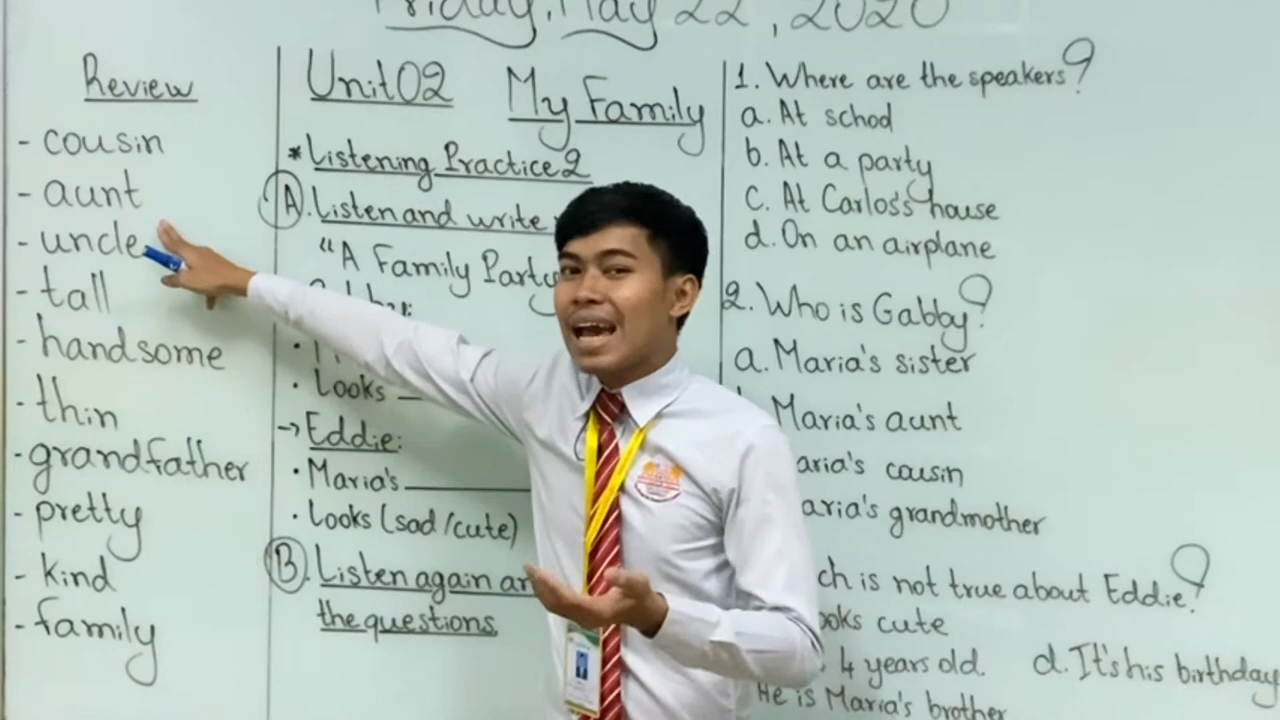 Friday, May 22, 2020
Review
- cousin
- aunt
- uncle
- tall
- handsome
- thin
- grandfather
- pretty
- kind
- family
Unit 02 My Family
* Listening Practice 2
A. Listen and write
"A Family Party
• Looks
→ Eddie:
• Maria's
• Looks (sad / cute)
B. Listen again
the questions.
1. Where are the speakers?
a. At school
b. At a party
c. At Carlos's house
d. On an airplane
2. Who is Gabby?
a. Maria's sister
Maria's aunt
aria's cousin
aria's grandmother
ch is not true about Eddie?
ooks cute
4 years old. d. It's his birthday
He is Maria's brother